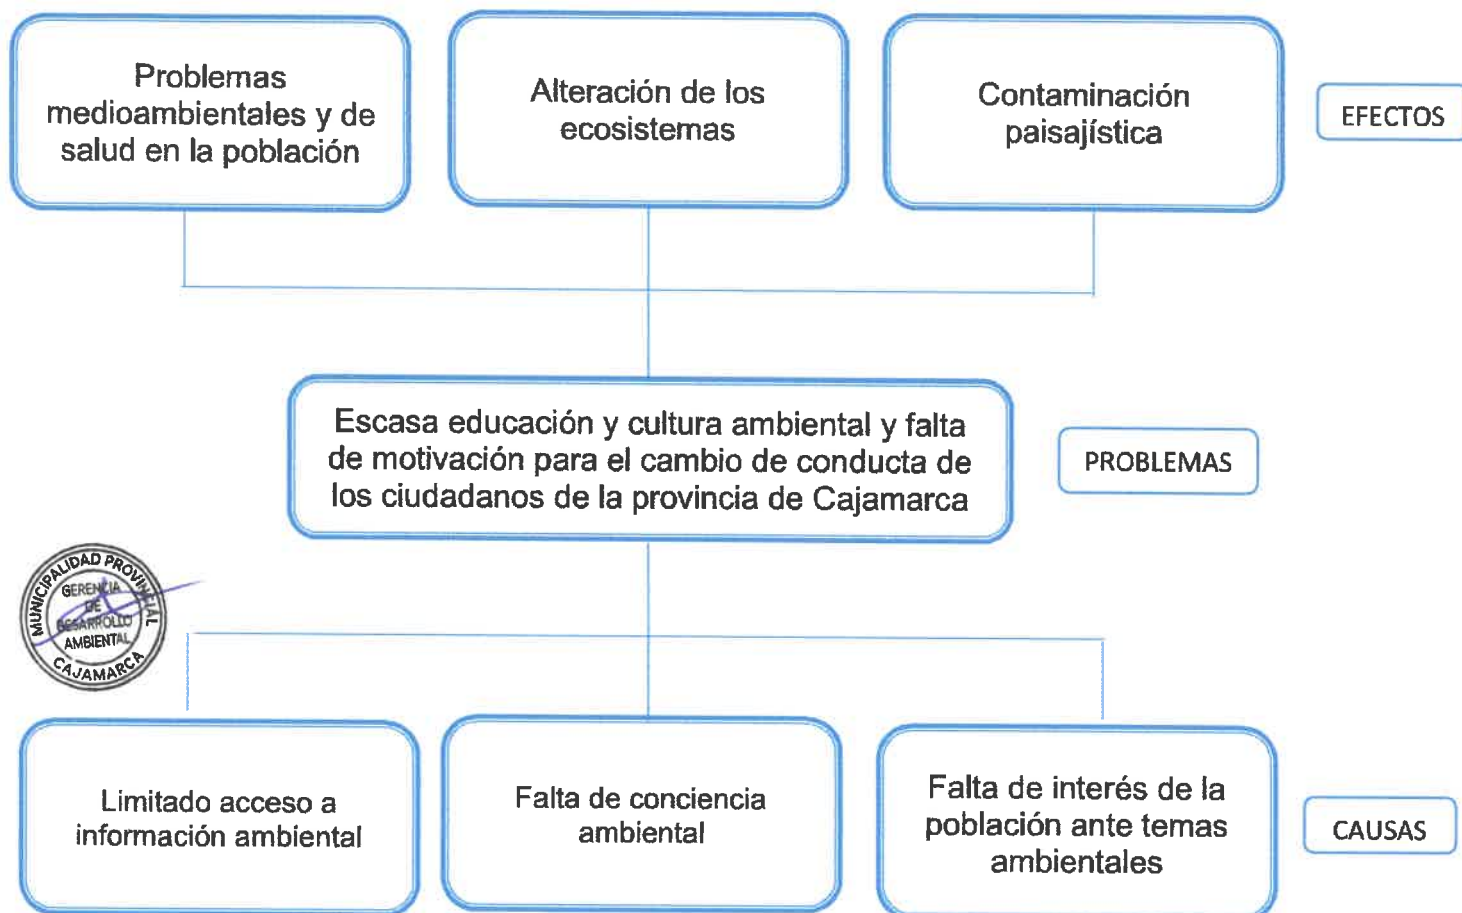 Problemas
medioambientales y de
salud en la población
Alteración de los
ecosistemas
Contaminación
paisajística
EFECTOS
Escasa educación y cultura ambiental y falta
de motivación para el cambio de conducta de
los ciudadanos de la provincia de Cajamarca
PROBLEMAS
MUNICIPALIDAD PROVINCIAL
GERENCIA
DE
DESARROLLO
AMBIENTAL
CAJAMARCA
Limitado acceso a
información ambiental
Falta de conciencia
ambiental
Falta de interés de la
población ante temas
ambientales
CAUSAS